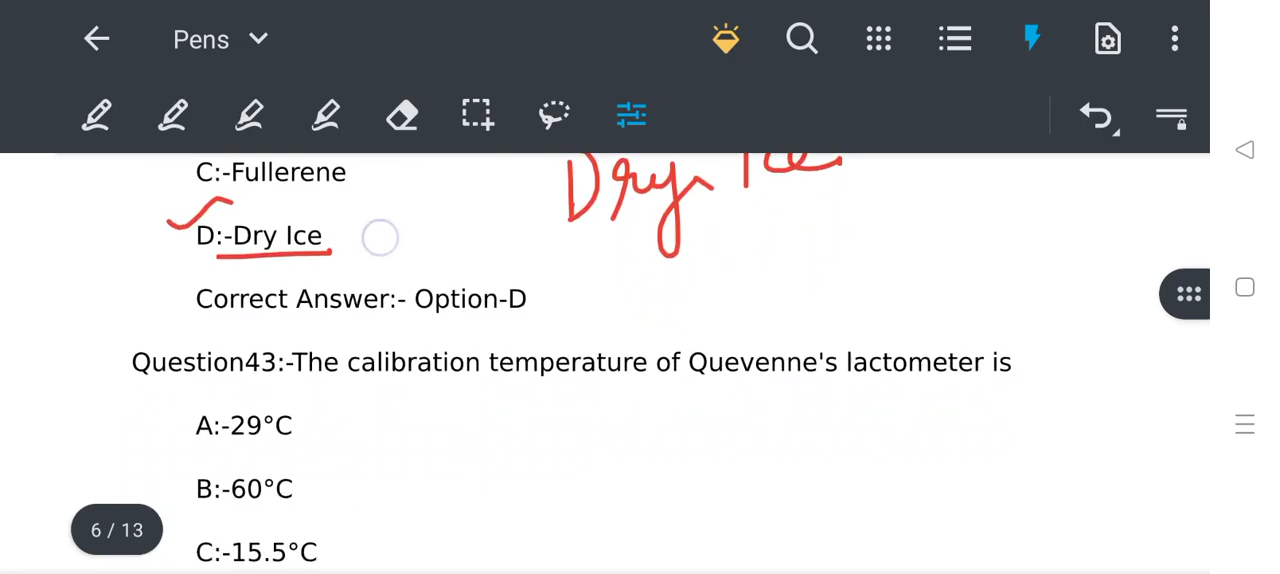 Pens
C:-Fullerene
Dry Ice
D:-Dry Ice
Correct Answer:- Option-D
Question43:-The calibration temperature of Quevenne's lactometer is
A:-29°C
B:-60°C
6 / 13
C:-15.5°C